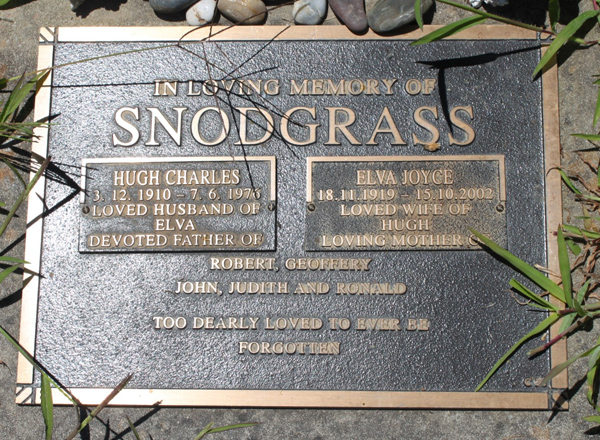 IN LOVING MEMORY OF
SNODGRASS
HUGH CHARLES
3. 12. 1910 – 7. 6. 1976
LOVED HUSBAND OF
ELVA
DEVOTED FATHER OF
ELVA JOYCE
18.11.1919 – 15.10.2002
LOVED WIFE OF
HUGH
LOVING MOTHER
ROBERT, GEOFFERY
JOHN, JUDITH AND RONALD
TOO DEARLY LOVED TO EVER BE
FORGOTTEN